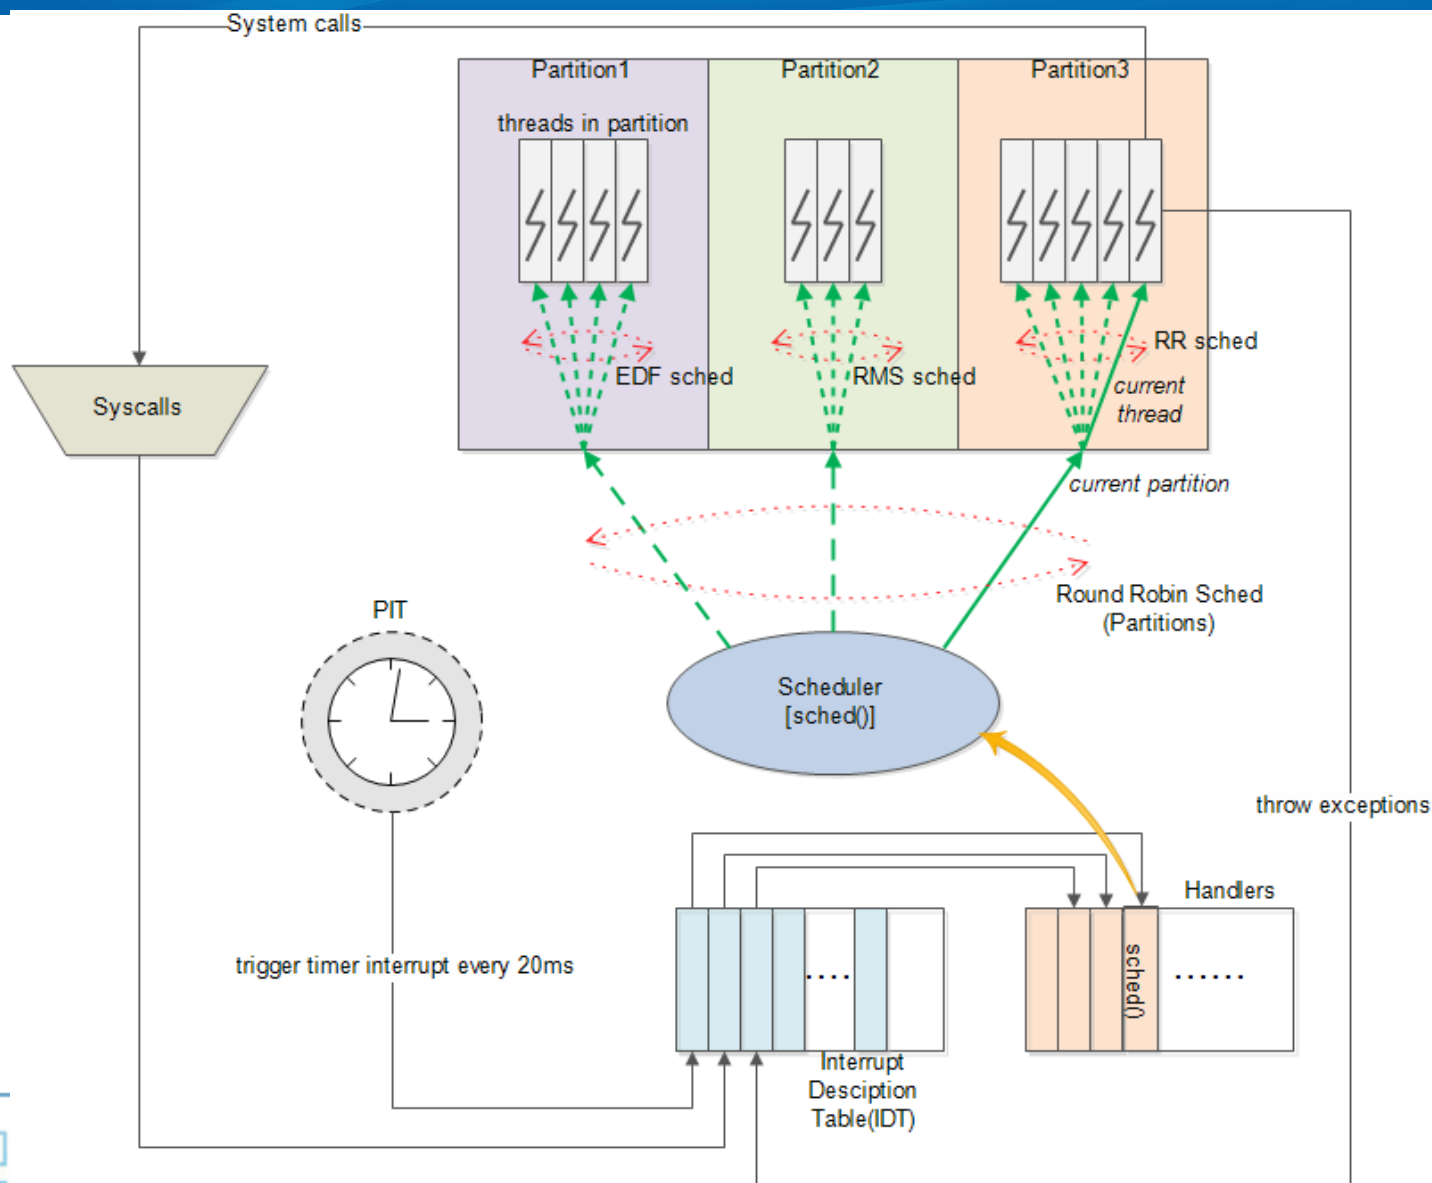 System calls
Partition1
Partition2
Partition3
threads in partition
RR sched
EDF sched
RMS sched
current
thread
Syscalls
current partition
Round Robin Sched
(Partitions)
PIT
Scheduler
[sched()]
throw exceptions
Handlers
trigger timer interrupt every 20ms
....
sched()
......
Interrupt
Desciption
Table(IDT)